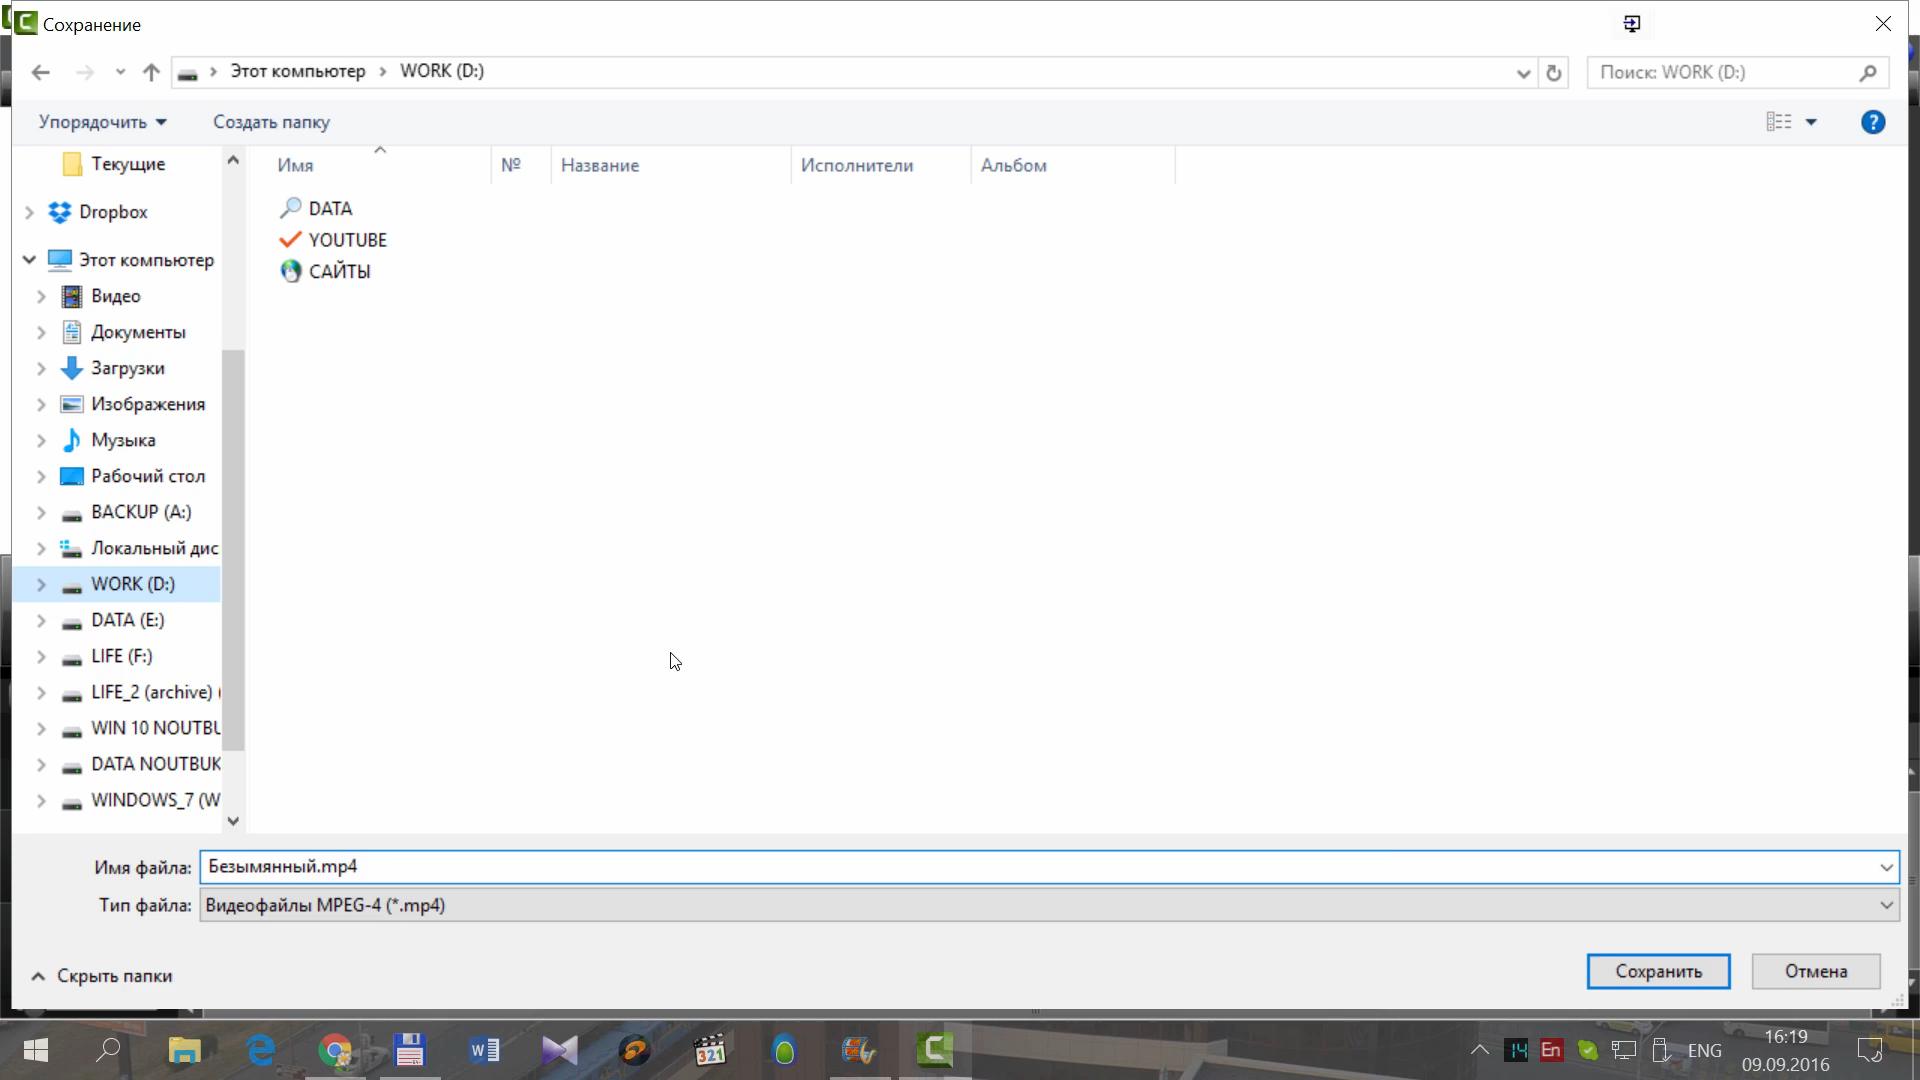 Сохранение
Этот компьютер WORK (D:)
Поиск: WORK (D:)
Упорядочить Создать папку
Имя № Название Исполнители Альбом
Текущие
Dropbox
Этот компьютер
Видео
Документы
Загрузки
Изображения
Музыка
Рабочий стол
BACKUP (A:)
Локальный дис
WORK (D:)
DATA (E:)
LIFE (F:)
LIFE_2 (archive) (
WIN 10 NOUTBU
DATA NOUTBUK
WINDOWS_7 (W
DATA
YOUTUBE
САЙТЫ
Имя файла: Безымянный.mp4
Тип файла: Видеофайлы MPEG-4 (*.mp4)
Скрыть папки
Сохранить Отмена
321
14 En ENG
16:19
09.09.2016